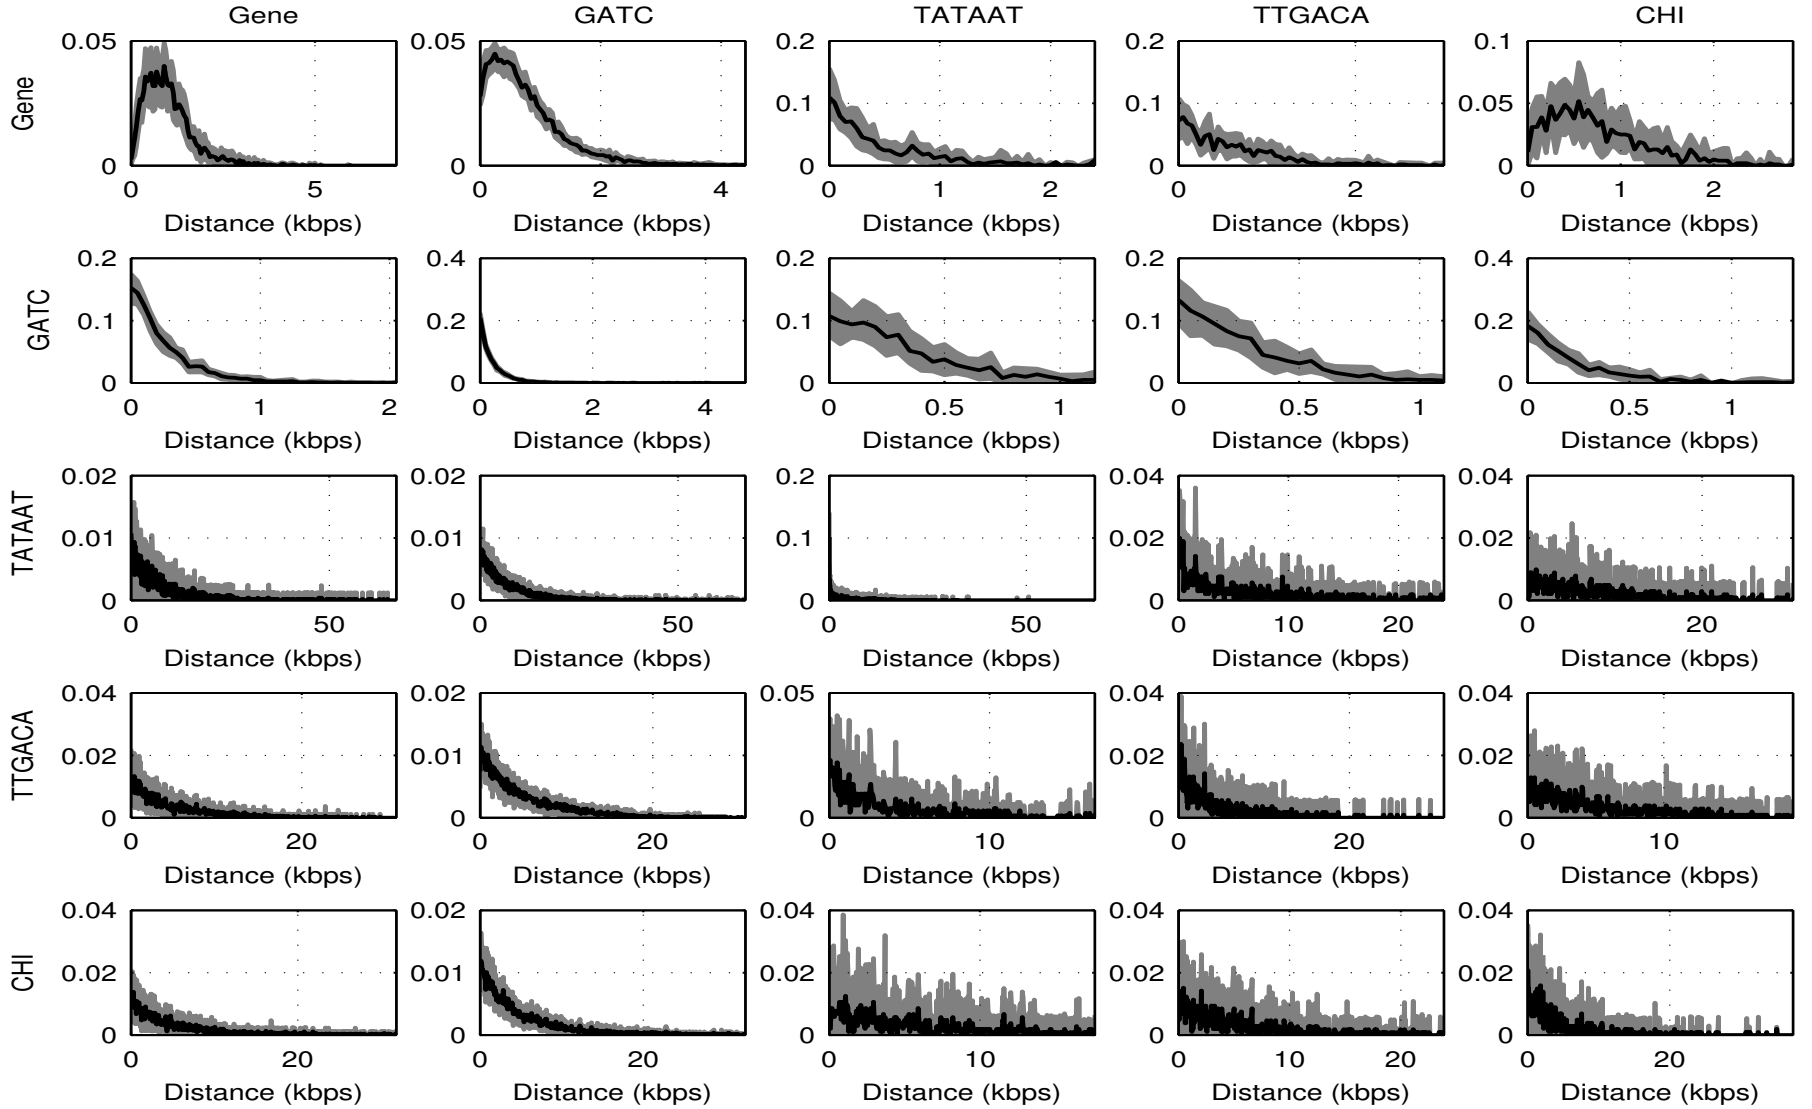 Gene GATC TATAAT TTGACA CHI
Gene
0.05 0.05 0.2 0.2 0.1
0.1 0.1 0.05
0 0 0 0 0
0 5 0 2 4 0 1 2 0 2 0 1 2
Distance (kbps) Distance (kbps) Distance (kbps) Distance (kbps) Distance (kbps)
GATC
0.2 0.4 0.2 0.2 0.4
0.1 0.2 0.1 0.1 0.2
0 0 0 0 0
0 1 2 0 2 4 0 0.5 1 0 0.5 1 0 0.5 1
Distance (kbps) Distance (kbps) Distance (kbps) Distance (kbps) Distance (kbps)
TATAAT
0.02 0.02 0.2 0.04 0.04
0.01 0.01 0.1 0.02 0.02
0 0 0 0 0
0 50 0 50 0 50 0 10 20 0 20
Distance (kbps) Distance (kbps) Distance (kbps) Distance (kbps) Distance (kbps)
TTGACA
0.04 0.02 0.05 0.04 0.04
0.02 0.01 0.02 0.02
0 0 0 0 0
0 20 0 20 0 10 0 20 0 10
Distance (kbps) Distance (kbps) Distance (kbps) Distance (kbps) Distance (kbps)
CHI
0.04 0.02 0.04 0.04 0.04
0.02 0.01 0.02 0.02 0.02
0 0 0 0 0
0 20 0 20 0 10 0 10 20 0 20
Distance (kbps) Distance (kbps) Distance (kbps) Distance (kbps) Distance (kbps)